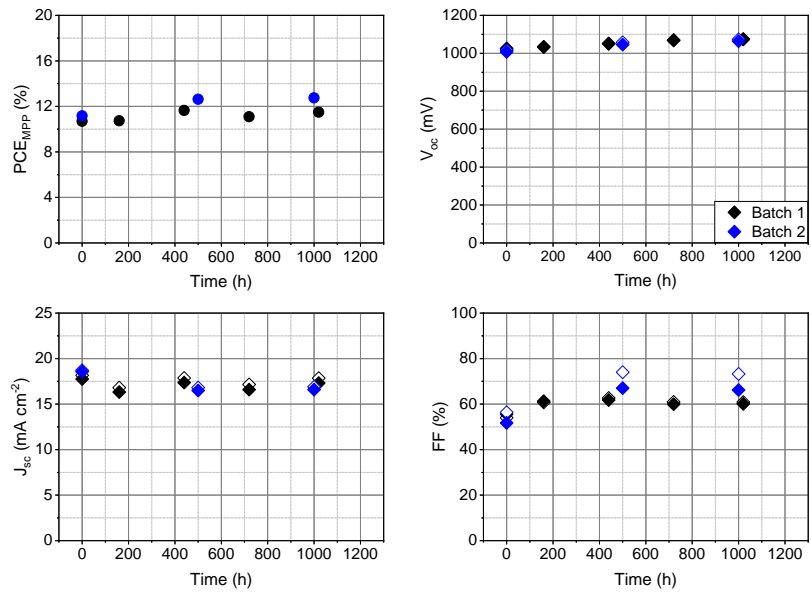 20
16
12
8
4
0
PCE_MPP (%)
0 200 400 600 800 1000 1200
Time (h)
1200
1000
800
600
400
200
0
V_oc (mV)
Batch 1
Batch 2
0 200 400 600 800 1000 1200
Time (h)
25
20
15
10
5
0
J_sc (mA cm⁻²)
0 200 400 600 800 1000 1200
Time (h)
100
80
60
40
20
0
FF (%)
0 200 400 600 800 1000 1200
Time (h)